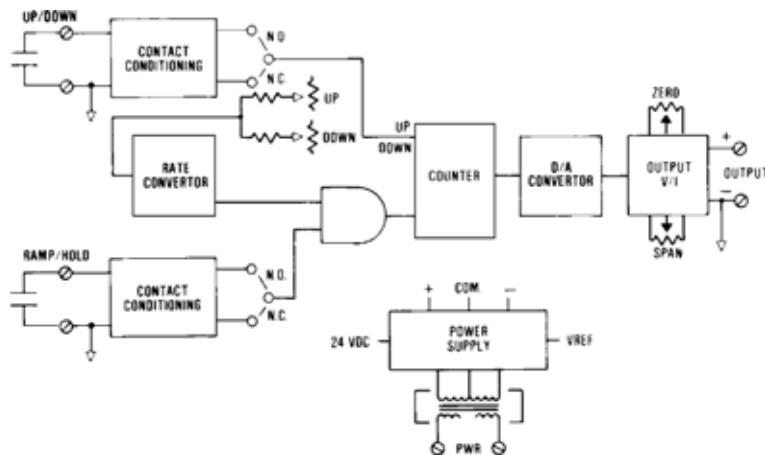 UP/DOWN
CONTACT
CONDITIONING
N.O
N.C.
UP
DOWN
RATE
CONVERTOR
UP
DOWN
COUNTER
D/A
CONVERTOR
ZERO
OUTPUT
V/I
SPAN
+
OUTPUT
−
RAMP/HOLD
CONTACT
CONDITIONING
N.O.
N.C.
+ COM. −
24 VDC
POWER
SUPPLY
VREF
PWR